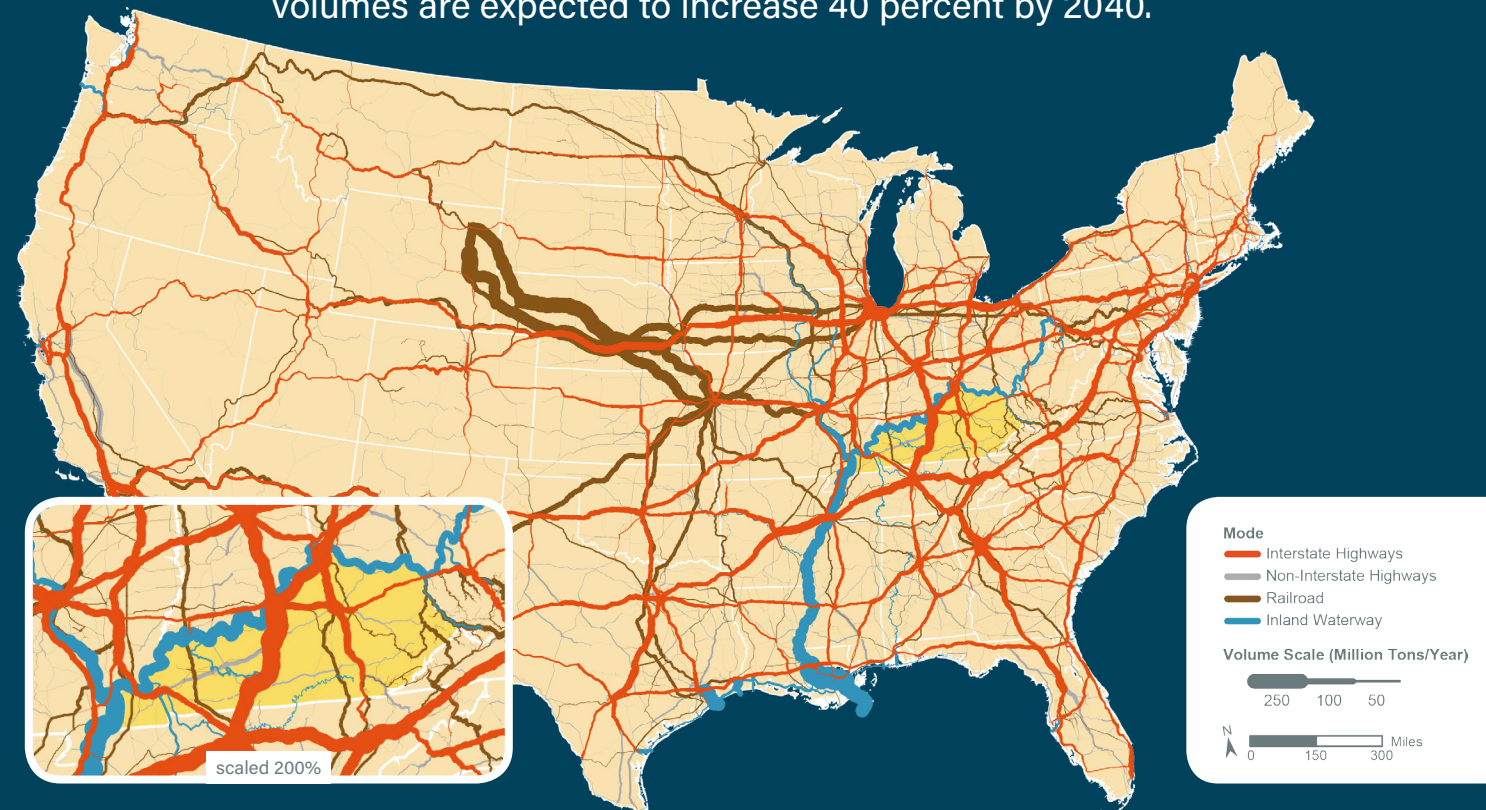 volumes are expected to increase 40 percent by 2040.
Mode
Interstate Highways
Non-Interstate Highways
Railroad
Inland Waterway
Volume Scale (Million Tons/Year)
250 100 50
N
Miles
0 150 300
scaled 200%